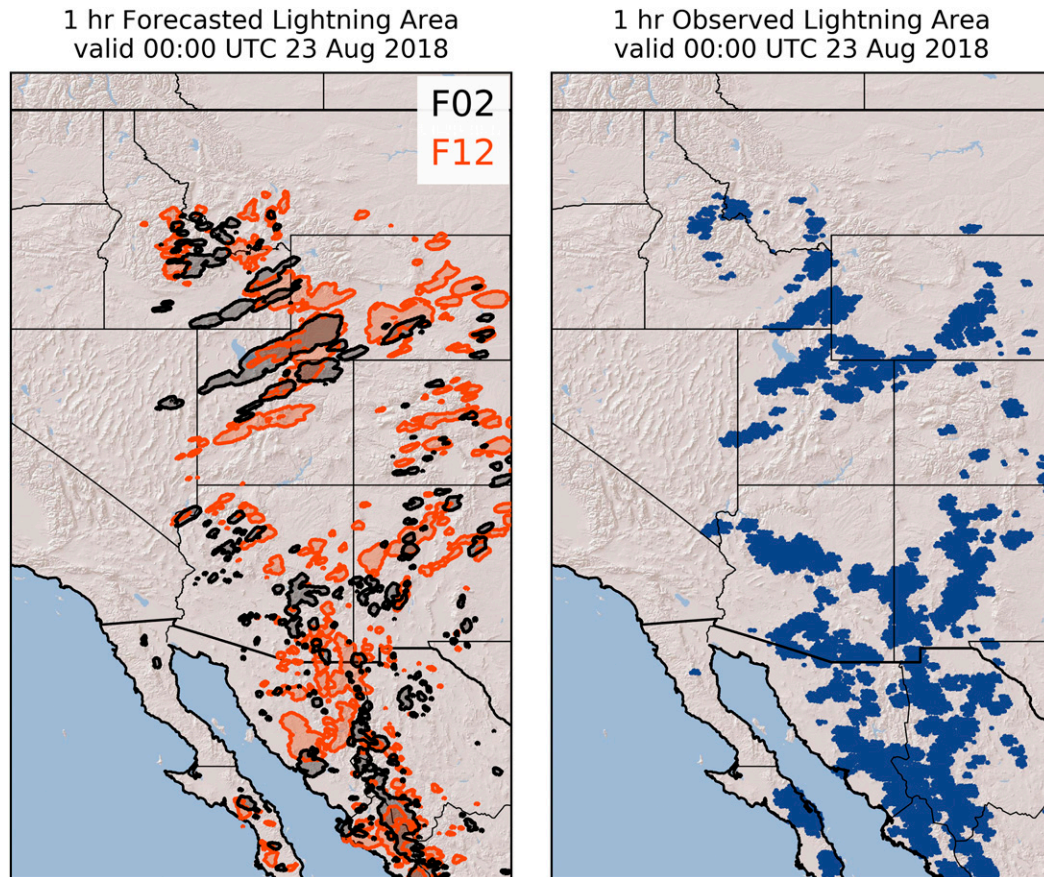 1 hr Forecasted Lightning Area
valid 00:00 UTC 23 Aug 2018
F02
F12
1 hr Observed Lightning Area
valid 00:00 UTC 23 Aug 2018